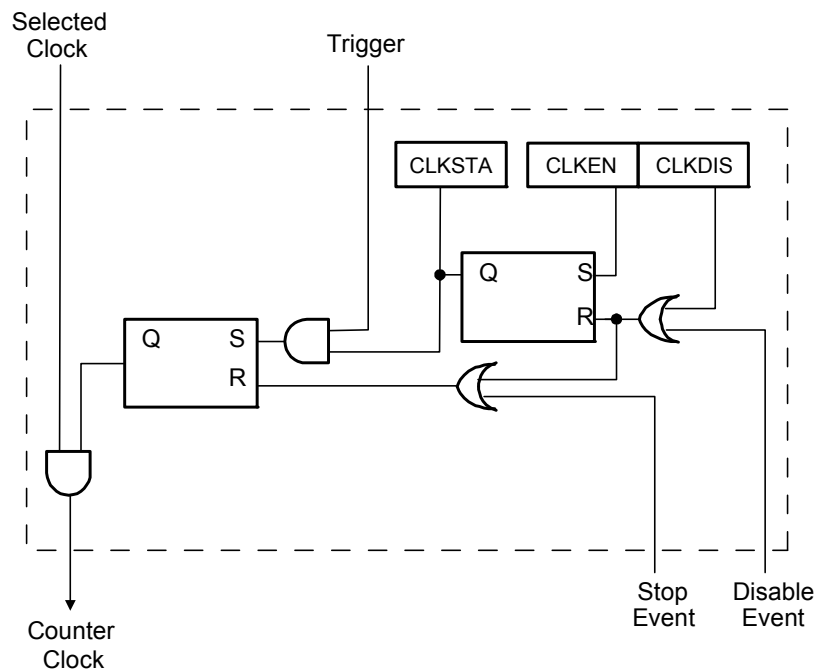 Selected
Clock
Trigger
CLKSTA
CLKEN
CLKDIS
Q
S
R
Q
S
R
Stop
Event
Disable
Event
Counter
Clock